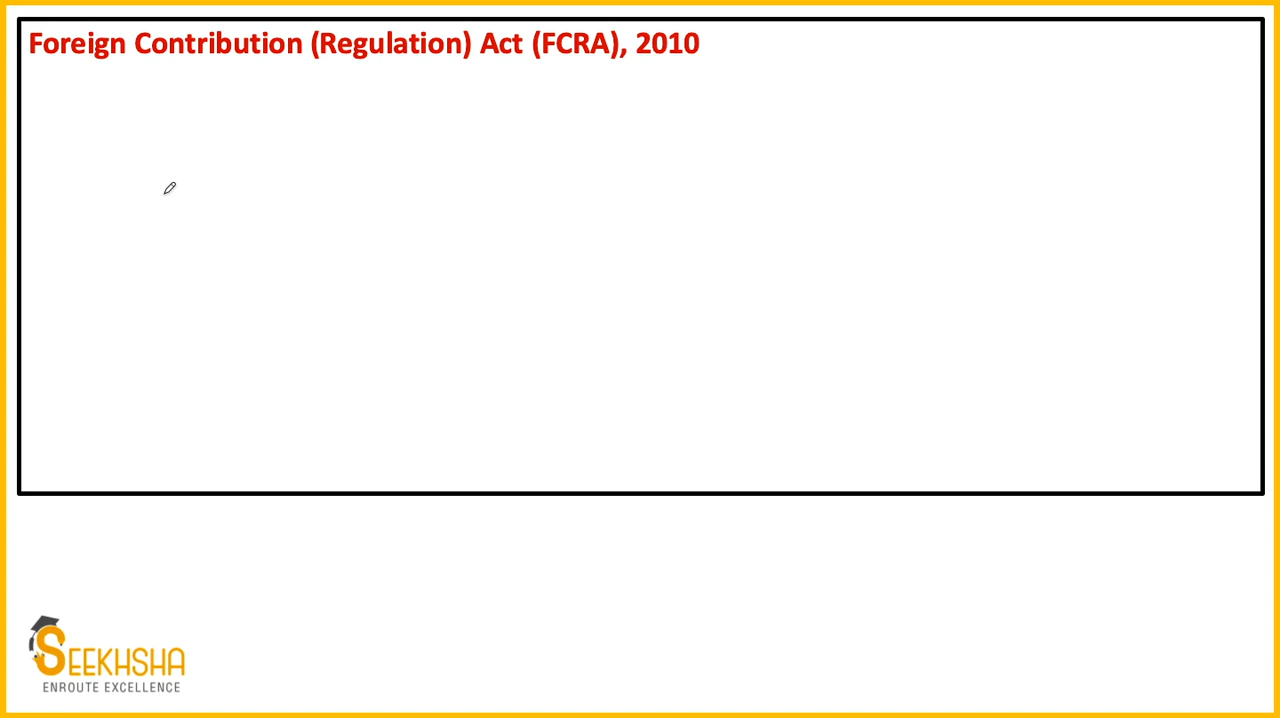 Foreign Contribution (Regulation) Act (FCRA), 2010
SEEKHSHA
ENROUTE EXCELLENCE